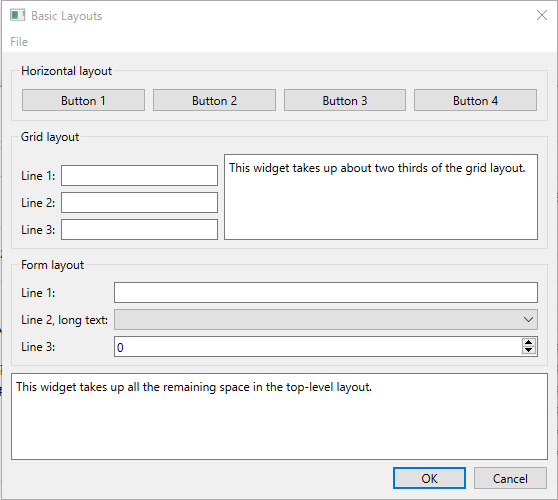 Basic Layouts
File
Horizontal layout
Button 1 Button 2 Button 3 Button 4
Grid layout
This widget takes up about two thirds of the grid layout.
Line 1:
Line 2:
Line 3:
Form layout
Line 1:
Line 2, long text:
Line 3: 0
This widget takes up all the remaining space in the top-level layout.
OK Cancel